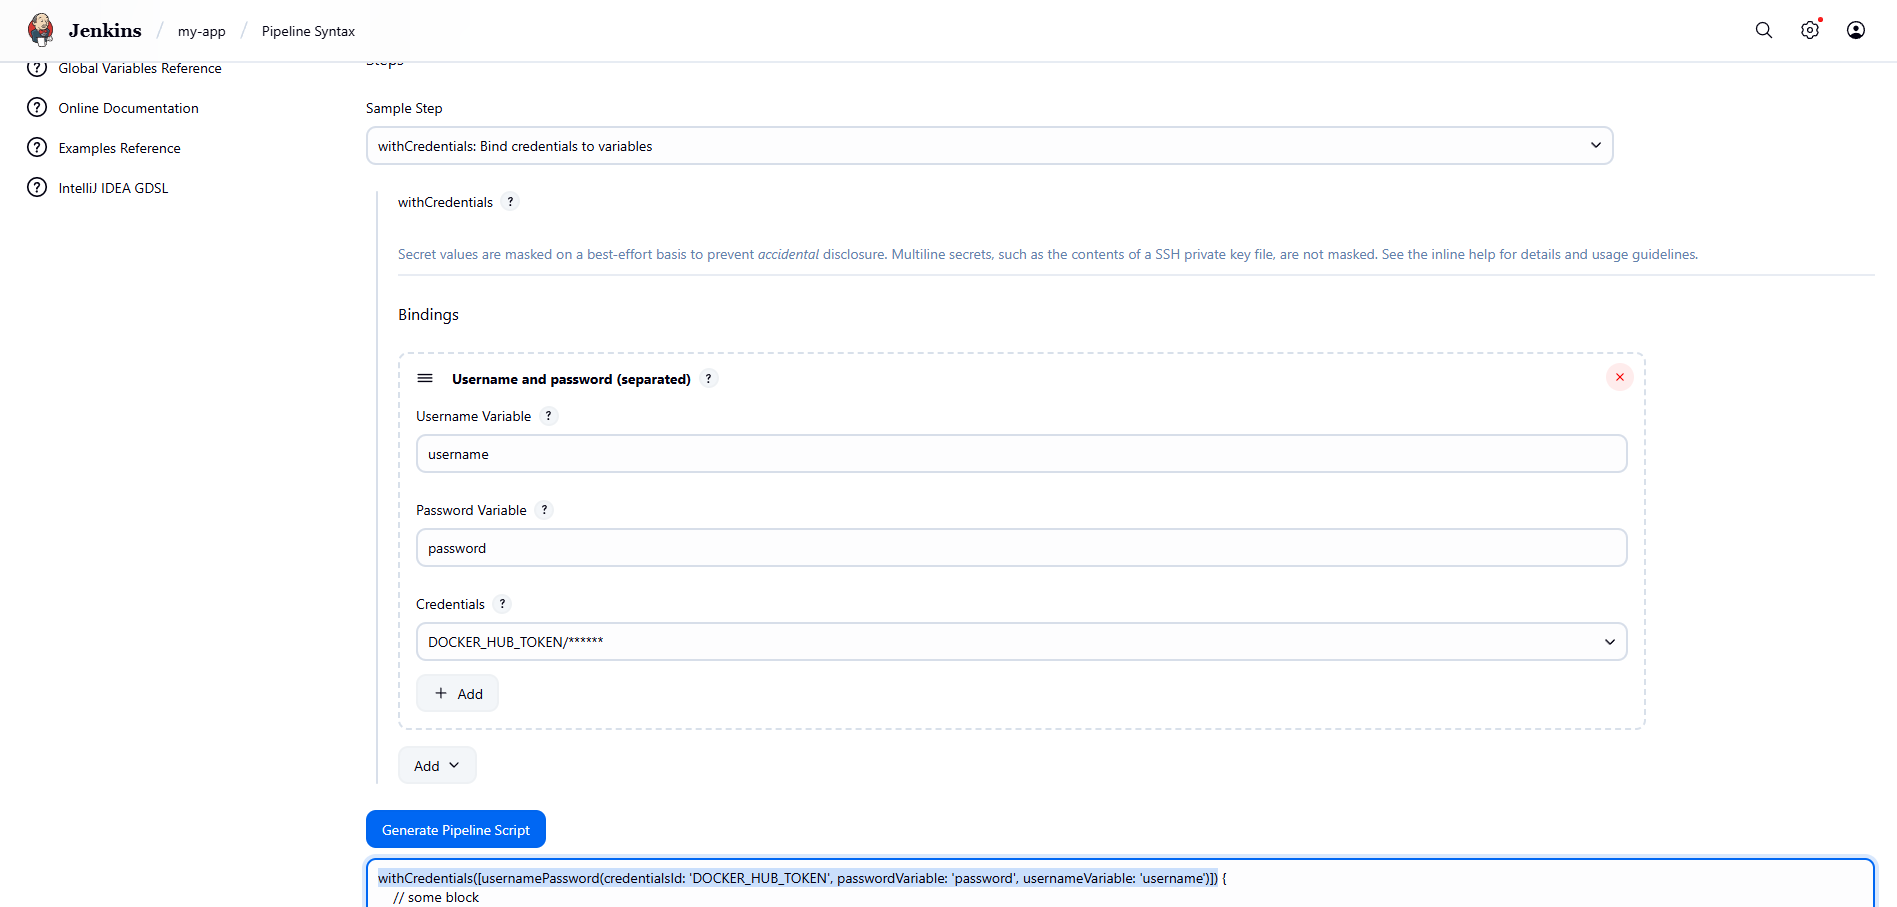 Jenkins / my-app / Pipeline Syntax
Global Variables Reference
Online Documentation
Examples Reference
IntelliJ IDEA GDSL
Steps
Sample Step
withCredentials: Bind credentials to variables
withCredentials ?
Secret values are masked on a best-effort basis to prevent accidental disclosure. Multiline secrets, such as the contents of a SSH private key file, are not masked. See the inline help for details and usage guidelines.
Bindings
Username and password (separated) ?
Username Variable ?
username
Password Variable ?
password
Credentials ?
DOCKER_HUB_TOKEN/******
+ Add
Add
Generate Pipeline Script
withCredentials([usernamePassword(credentialsId: 'DOCKER_HUB_TOKEN', passwordVariable: 'password', usernameVariable: 'username')]) {
// some block